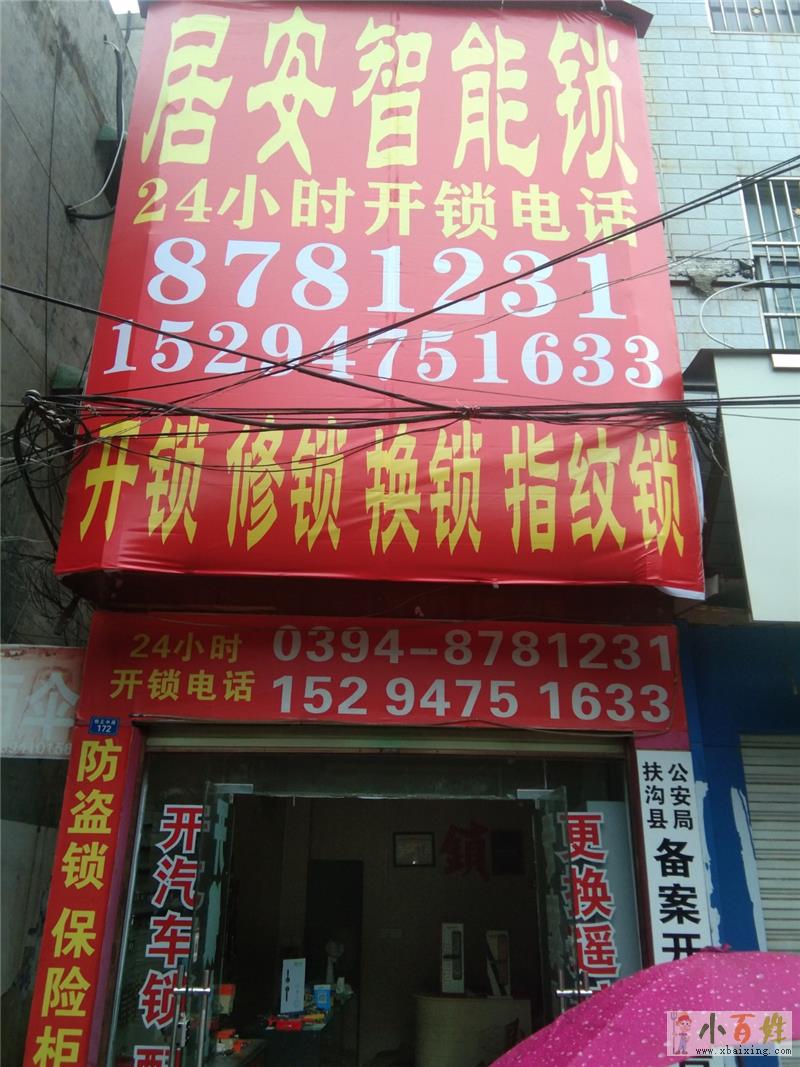 居安智能锁
24小时开锁电话
8781231
15294751633
开锁 修锁 换锁 指纹锁
24小时
开锁电话
0394-8781231
15294751633
172
防盗锁 保险柜
开汽车锁
鎖
更换遥
扶沟县
公安局
备案开
小百姓
www.xbaixing.com